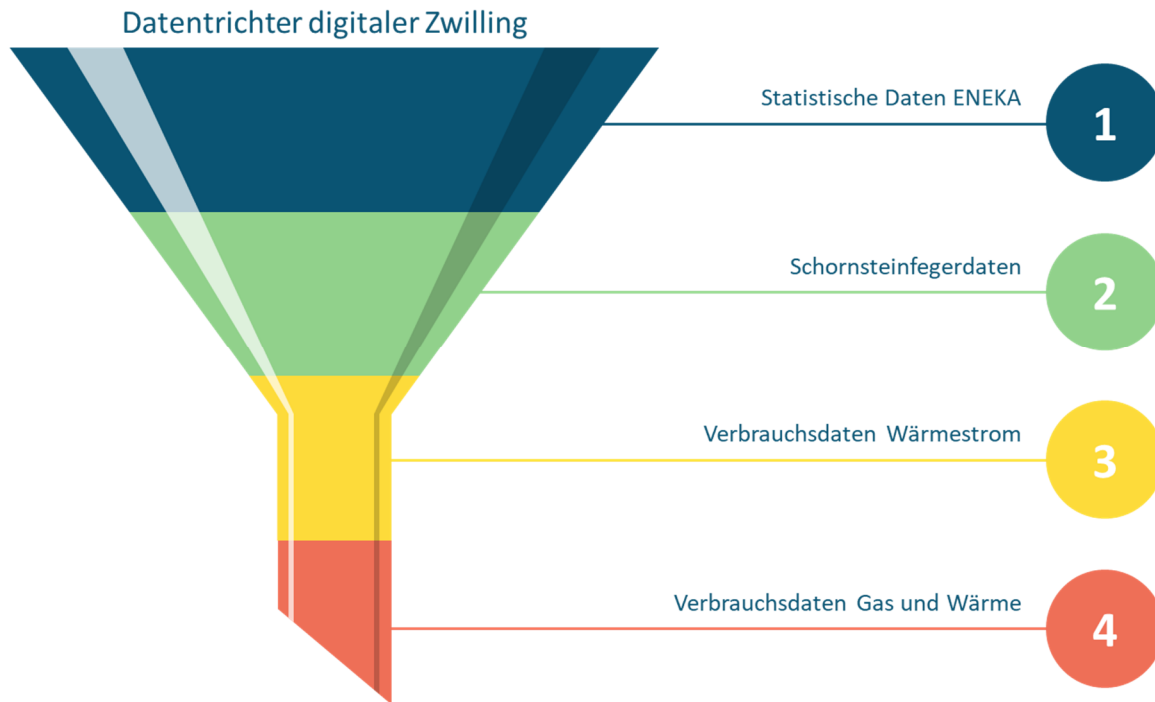 Datentrichter digitaler Zwilling
Statistische Daten ENEKA
1
Schornsteinfegerdaten
2
Verbrauchsdaten Wärmestrom
3
Verbrauchsdaten Gas und Wärme
4